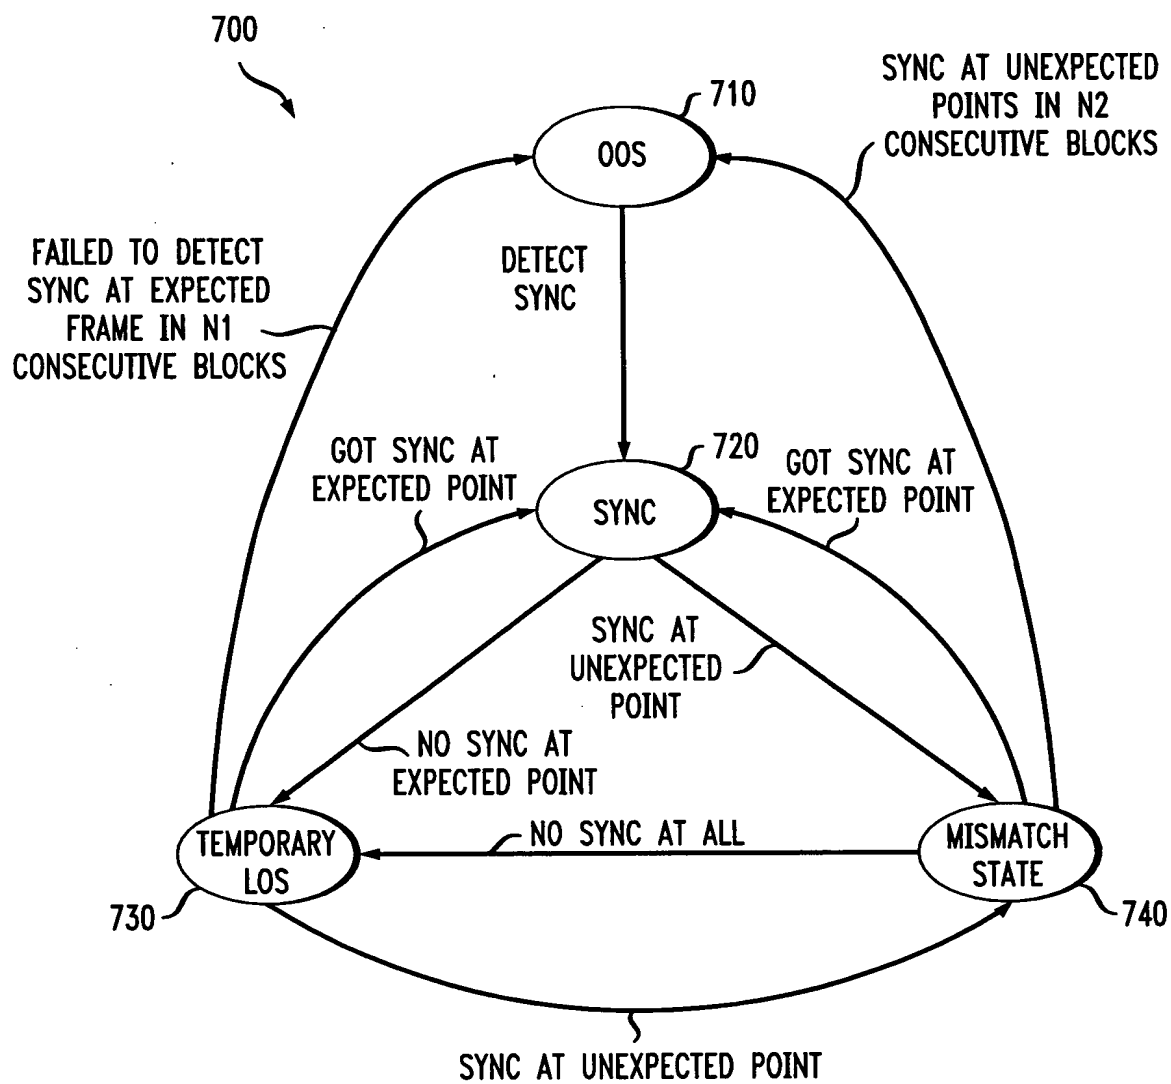 700
SYNC AT UNEXPECTED
POINTS IN N2
CONSECUTIVE BLOCKS
710
OOS
FAILED TO DETECT
SYNC AT EXPECTED
FRAME IN N1
CONSECUTIVE BLOCKS
DETECT
SYNC
720
GOT SYNC AT
EXPECTED POINT
GOT SYNC AT
EXPECTED POINT
SYNC
SYNC AT
UNEXPECTED
POINT
NO SYNC AT
EXPECTED POINT
TEMPORARY
LOS
730
NO SYNC AT ALL
MISMATCH
STATE
740
SYNC AT UNEXPECTED POINT